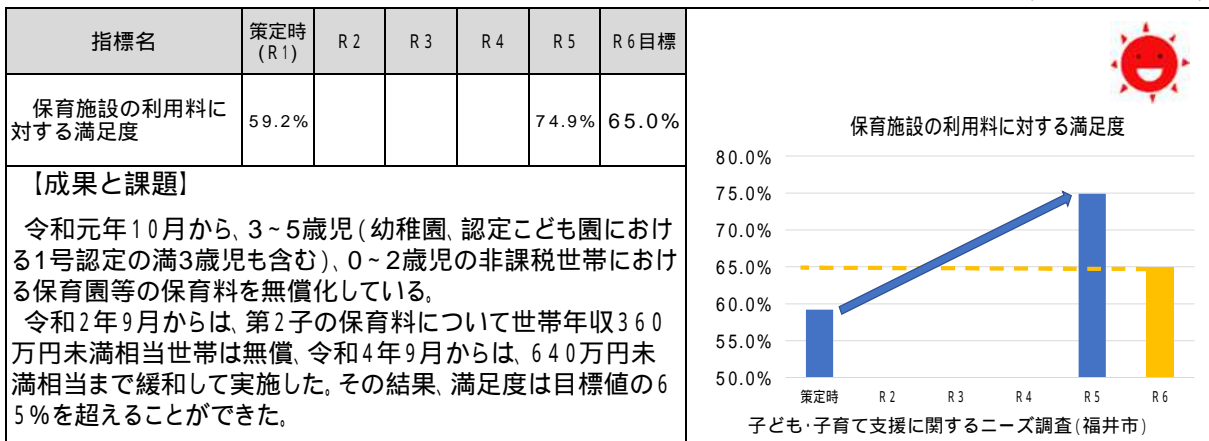 指標名 策定時(R1) R2 R3 R4 R5 R6目標
保育施設の利用料に対する満足度 59.2% 74.9% 65.0%
【成果と課題】
令和元年10月から、3~5歳児(幼稚園、認定こども園におけ
る1号認定の満3歳児も含む)、0~2歳児の非課税世帯におけ
る保育園等の保育料を無償化している。
令和2年9月からは、第2子の保育料について世帯年収360
万円未満相当世帯は無償、令和4年9月からは、640万円未
満相当まで緩和して実施した。その結果、満足度は目標値の6
5%を超えることができた。
保育施設の利用料に対する満足度
80.0%
75.0%
70.0%
65.0%
60.0%
55.0%
50.0%
策定時 R2 R3 R4 R5 R6
子ども・子育て支援に関するニーズ調査(福井市)